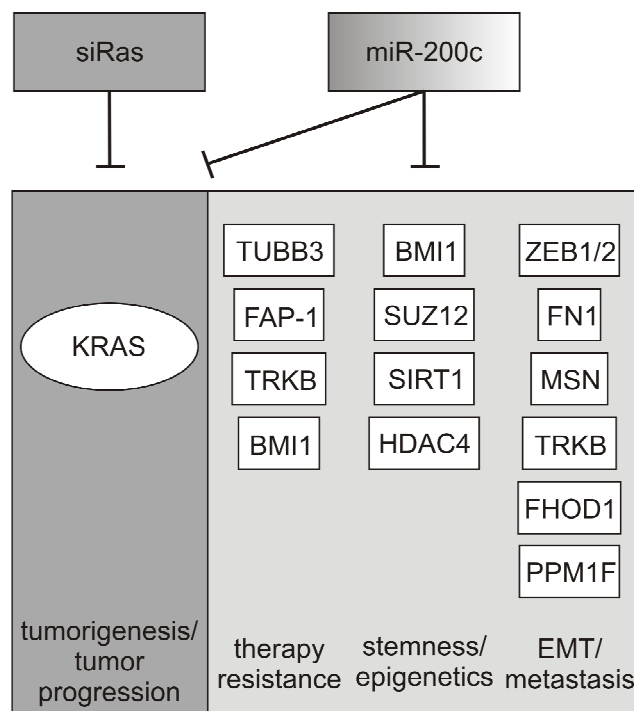 siRas
miR-200c
KRAS
tumorigenesis/
tumor
progression
TUBB3
FAP-1
TRKB
BMI1
therapy
resistance
BMI1
SUZ12
SIRT1
HDAC4
stemness/
epigenetics
ZEB1/2
FN1
MSN
TRKB
FHOD1
PPM1F
EMT/
metastasis